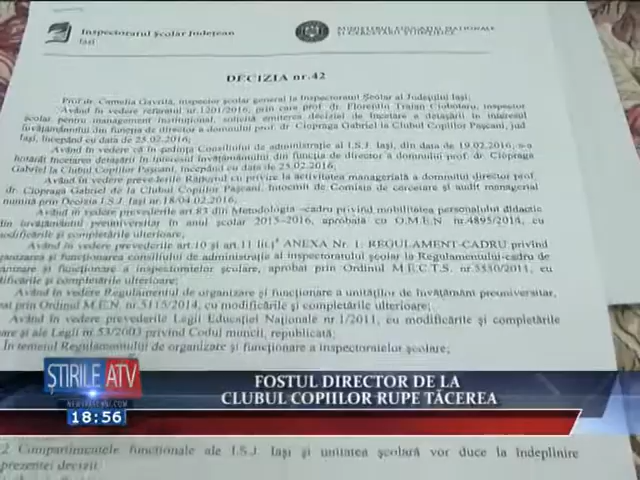 Inspectoratul Școlar Județean
Iași
MINISTERUL EDUCAȚIEI NAȚIONALE
ȘI CERCETĂRII ȘTIINȚIFICE
DECIZIA nr.42
Prof.dr. Camelia Gavrilă, inspector școlar general la Inspectoratul Școlar al Județului Iași;
Având în vedere referatul nr.1201/2016, prin care prof. dr. Florentin Traian Ciobotaru, inspector
școlar pentru management instituțional, solicită emiterea deciziei de încetare a detașării în interesul
învățământului din funcția de director a domnului prof. dr. Ciopraga Gabriel la Clubul Copiilor Pașcani, jud
Iași, începând cu data de 25.02.2016;
Având în vedere că în ședința Consiliului de administrație al I.S.J. Iași, din data de 19.02.2016, s-a
hotărât încetarea detașării în interesul învățământului din funcția de director a domnului prof. dr. Ciopraga
Gabriel la Clubul Copiilor Pașcani, începând cu data de 25.02.2016;
Având în vedere prevederile Raportul cu privire la activitatea managerială a domnului director prof.
dr. Ciopraga Gabriel de la Clubul Copiilor Pașcani, întocmit de Comisia de cercetare și audit managerial
numită prin Decizia I.S.J. Iași nr 18/04.02.2016;
Având în vedere prevederile art.83 din Metodologia –cadru privind mobilitatea personalului didactic
din învățământul preuniversitar în anul școlar 2015-2016, aprobată cu O.M.E.N. nr.4895/2014, cu
modificările și completările ulterioare;
Având în vedere prevederile art.10 și art.11 lit.j ANEXA Nr. 1: REGULAMENT-CADRU privind
organizarea și funcționarea consiliului de administrație al inspectoratului școlar la Regulamentului-cadru de
organizare și funcționare a inspectoratelor școlare, aprobat prin Ordinul M.E.C.T.S. nr.5530/2011, cu
modificările și completările ulterioare;
Având în vedere Regulamentul de organizare și funcționare a unităților de învățământ preuniversitar,
bat prin Ordinul M.E.N. nr.5115/2014, cu modificările și completările ulterioare;
Având în vedere prevederile Legii Educației Naționale nr.1/2011, cu modificările și completările
are și ale Legii nr.53/2003 privind Codul muncii, republicată;
În temeiul Regulamentului de organizare și funcționare a inspectoratelor școlare;
ȘTIRILE ATV
18:56
FOSTUL DIRECTOR DE LA
CLUBUL COPIILOR RUPE TĂCEREA
2 Compartimentele funcționale ale I.S.J. Iași și unitatea școlară vor duce la îndeplinire
prezentei decizii.